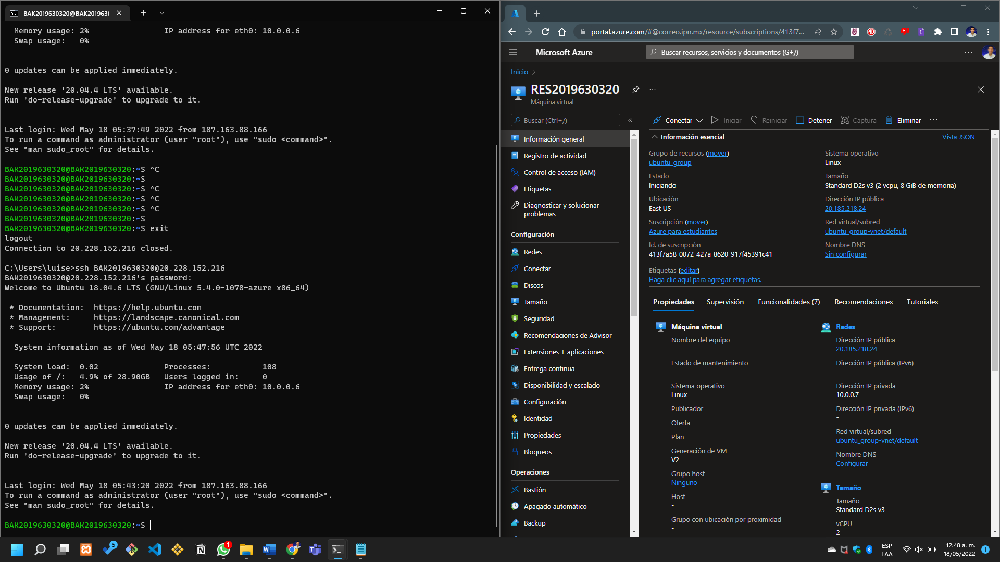 BAK2019630320@BAK2019630
Memory usage: 2%                IP address for eth0: 10.0.0.6
Swap usage:   0%
0 updates can be applied immediately.
New release '20.04.4 LTS' available.
Run 'do-release-upgrade' to upgrade to it.
Last login: Wed May 18 05:37:49 2022 from 187.163.88.166
To run a command as administrator (user "root"), use "sudo <command>".
See "man sudo_root" for details.
BAK2019630320@BAK2019630320:~$ ^C
BAK2019630320@BAK2019630320:~$
BAK2019630320@BAK2019630320:~$ ^C
BAK2019630320@BAK2019630320:~$ ^C
BAK2019630320@BAK2019630320:~$ ^C
BAK2019630320@BAK2019630320:~$
BAK2019630320@BAK2019630320:~$ exit
logout
Connection to 20.228.152.216 closed.
C:\Users\luise>ssh BAK2019630320@20.228.152.216
BAK2019630320@20.228.152.216's password:
Welcome to Ubuntu 18.04.6 LTS (GNU/Linux 5.4.0-1078-azure x86_64)
* Documentation:  https://help.ubuntu.com
* Management:     https://landscape.canonical.com
* Support:        https://ubuntu.com/advantage
System information as of Wed May 18 05:47:56 UTC 2022
System load:  0.02              Processes:           108
Usage of /:   4.9% of 28.90GB   Users logged in:     0
Memory usage: 2%                IP address for eth0: 10.0.0.6
Swap usage:   0%
0 updates can be applied immediately.
New release '20.04.4 LTS' available.
Run 'do-release-upgrade' to upgrade to it.
Last login: Wed May 18 05:43:20 2022 from 187.163.88.166
To run a command as administrator (user "root"), use "sudo <command>".
See "man sudo_root" for details.
BAK2019630320@BAK2019630320:~$
portal.azure.com/#@correo.ipn.mx/resource/subscriptions/413f7...
Microsoft Azure
Buscar recursos, servicios y documentos (G+/)
Inicio >
RES2019630320
Máquina virtual
Buscar (Ctrl+/)
Conectar
Iniciar
Reiniciar
Detener
Captura
Eliminar
Información general
Registro de actividad
Control de acceso (IAM)
Etiquetas
Diagnosticar y solucionar
problemas
Configuración
Redes
Conectar
Discos
Tamaño
Seguridad
Recomendaciones de Advisor
Extensiones + aplicaciones
Entrega continua
Disponibilidad y escalado
Configuración
Identidad
Propiedades
Bloqueos
Operaciones
Bastión
Apagado automático
Backup
Información esencial
Vista JSON
Grupo de recursos (mover)
ubuntu_group
Estado
Iniciando
Ubicación
East US
Suscripción (mover)
Azure para estudiantes
Id. de suscripción
413f7a58-0072-427a-8620-917f45391c41
Etiquetas (editar)
Haga clic aquí para agregar etiquetas.
Sistema operativo
Linux
Tamaño
Standard D2s v3 (2 vcpu, 8 GiB de memoria)
Dirección IP pública
20.185.218.24
Red virtual/subred
ubuntu_group-vnet/default
Nombre DNS
Sin configurar
Propiedades
Supervisión
Funcionalidades (7)
Recomendaciones
Tutoriales
Máquina virtual
Nombre del equipo
-
Estado de mantenimiento
-
Sistema operativo
Linux
Publicador
Oferta
Plan
Generación de VM
V2
Grupo host
Ninguno
Host
-
Grupo con ubicación por proximidad
-
Redes
Dirección IP pública
20.185.218.24
Dirección IP pública (IPv6)
-
Dirección IP privada
10.0.0.7
Dirección IP privada (IPv6)
-
Red virtual/subred
ubuntu_group-vnet/default
Nombre DNS
Configurar
Tamaño
Tamaño
Standard D2s v3
vCPU
2
5
1
ESP
LAA
12:48 a. m.
18/05/2022
1